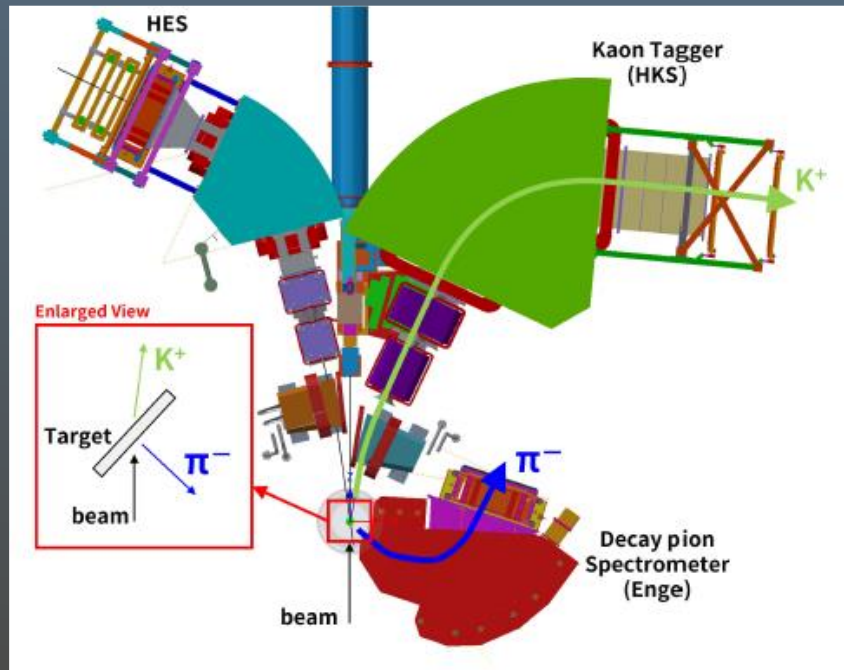 HES
Kaon Tagger
(HKS)
K⁺
Enlarged View
K⁺
Target
π⁻
beam
π⁻
Decay pion
Spectrometer
(Enge)
beam